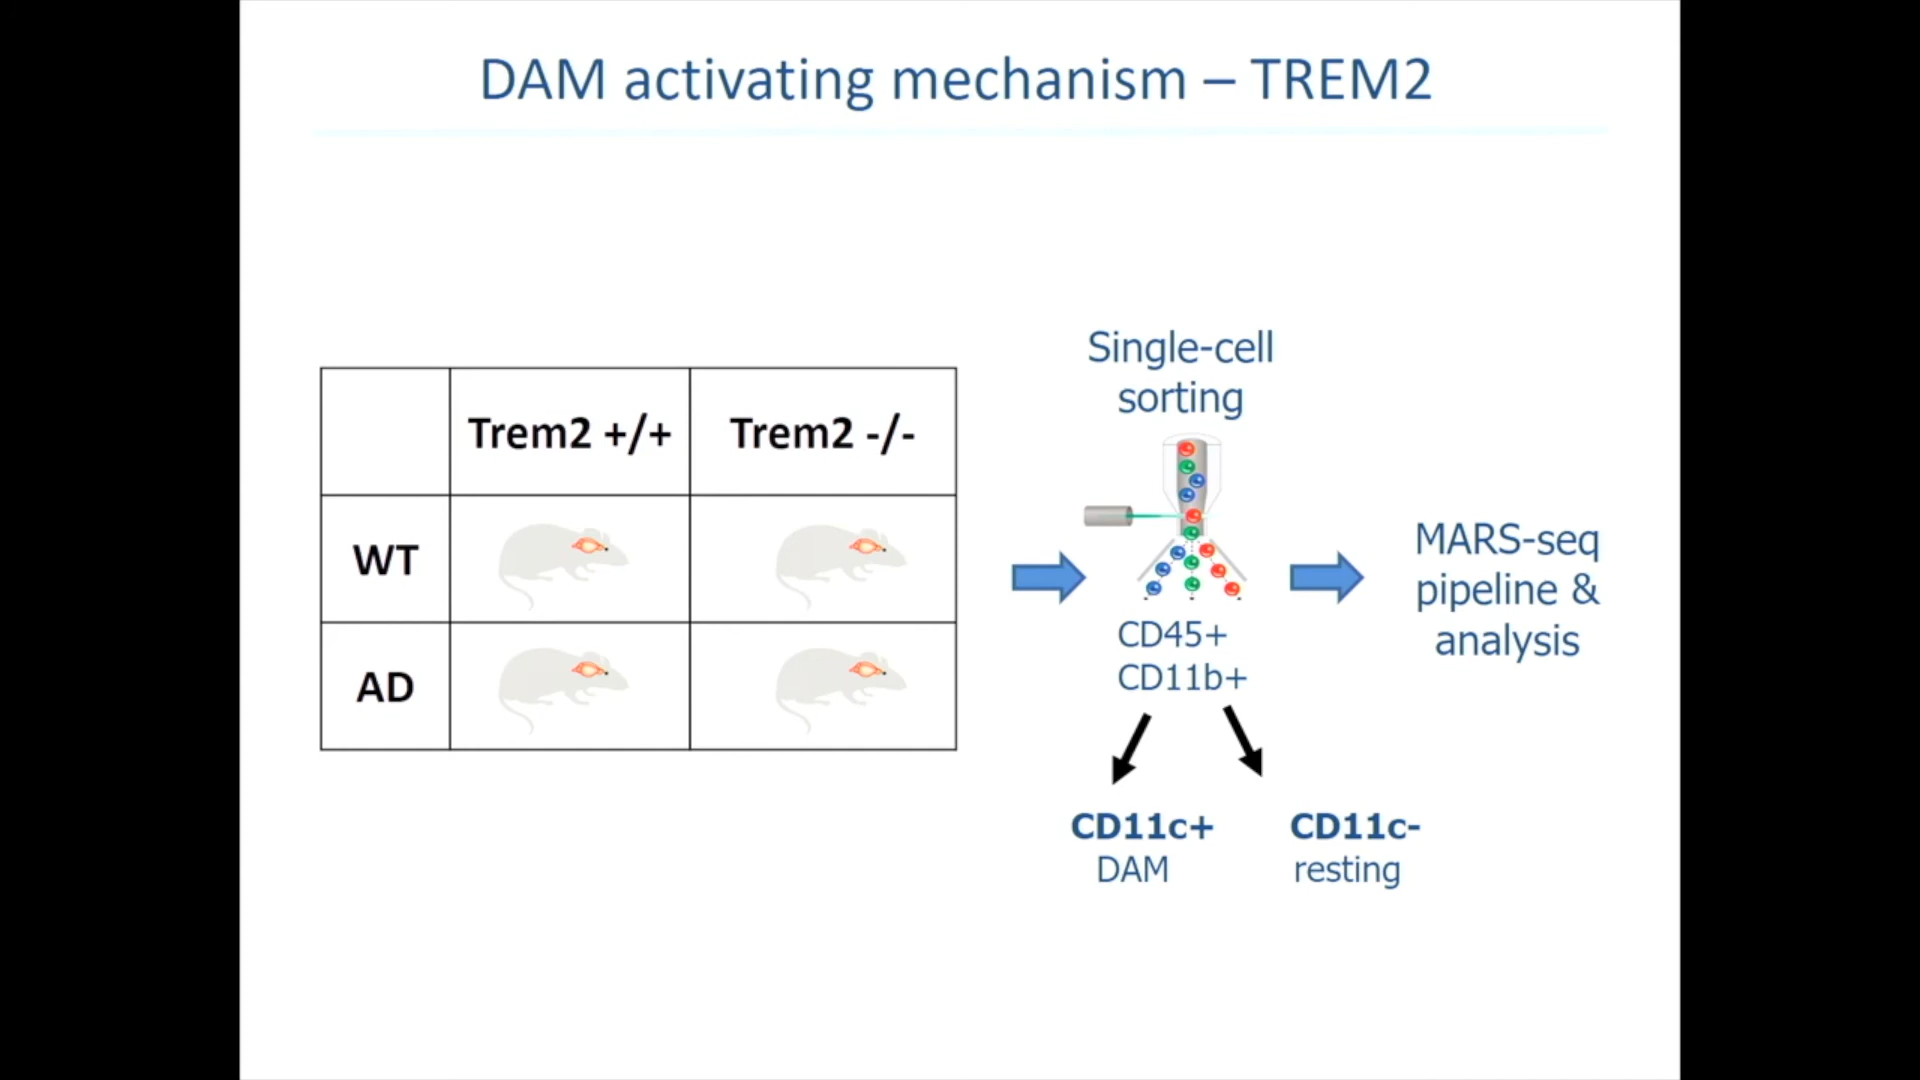 DAM activating mechanism – TREM2
Trem2 +/+
Trem2 -/-
WT
AD
Single-cell
sorting
CD45+
CD11b+
CD11c+
DAM
CD11c-
resting
MARS-seq
pipeline &
analysis